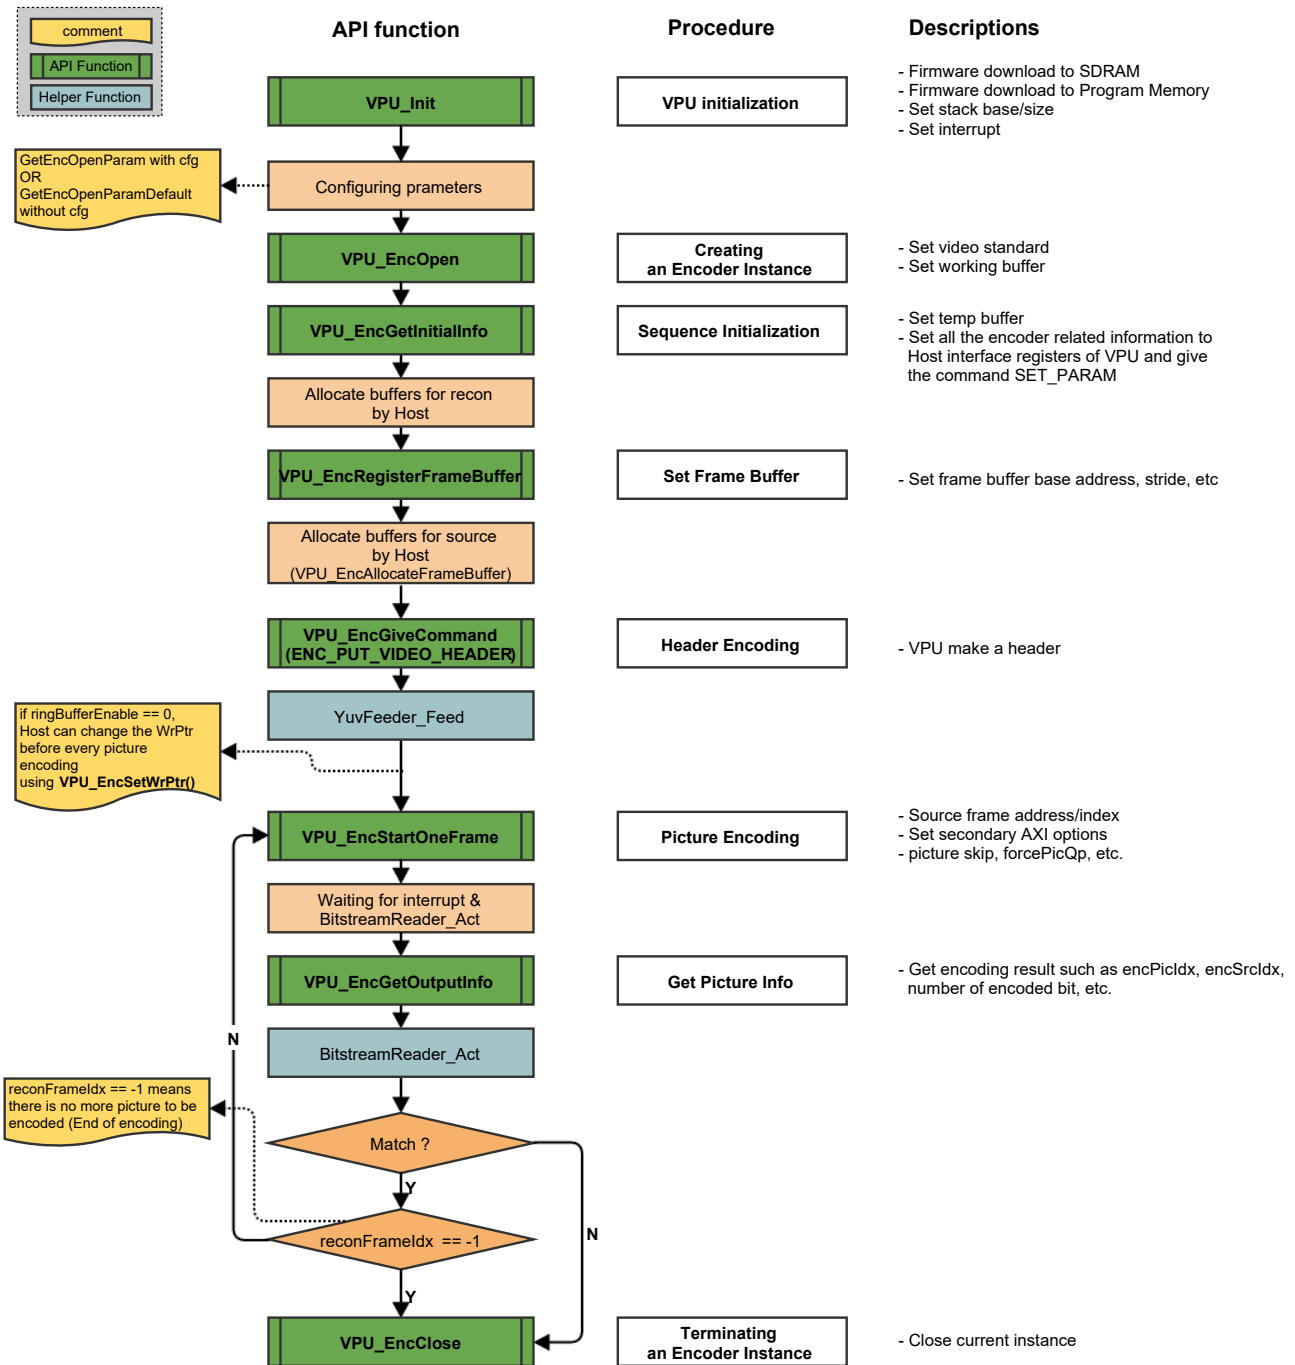 comment
API Function
Helper Function
API function
Procedure
Descriptions
VPU_Init
VPU initialization
- Firmware download to SDRAM
- Firmware download to Program Memory
- Set stack base/size
- Set interrupt
GetEncOpenParam with cfg
OR
GetEncOpenParamDefault
without cfg
Configuring prameters
VPU_EncOpen
Creating
an Encoder Instance
- Set video standard
- Set working buffer
VPU_EncGetInitialInfo
Sequence Initialization
- Set temp buffer
- Set all the encoder related information to
Host interface registers of VPU and give
the command SET_PARAM
Allocate buffers for recon
by Host
VPU_EncRegisterFrameBuffer
Set Frame Buffer
- Set frame buffer base address, stride, etc
Allocate buffers for source
by Host
(VPU_EncAllocateFrameBuffer)
VPU_EncGiveCommand
(ENC_PUT_VIDEO_HEADER)
Header Encoding
- VPU make a header
YuvFeeder_Feed
if ringBufferEnable == 0,
Host can change the WrPtr
before every picture
encoding
using VPU_EncSetWrPtr()
VPU_EncStartOneFrame
Picture Encoding
- Source frame address/index
- Set secondary AXI options
- picture skip, forcePicQp, etc.
Waiting for interrupt &
BitstreamReader_Act
VPU_EncGetOutputInfo
Get Picture Info
- Get encoding result such as encPicIdx, encSrcIdx,
number of encoded bit, etc.
N
BitstreamReader_Act
reconFrameIdx == -1 means
there is no more picture to be
encoded (End of encoding)
Match ?
Y
N
reconFrameIdx == -1
Y
VPU_EncClose
Terminating
an Encoder Instance
- Close current instance